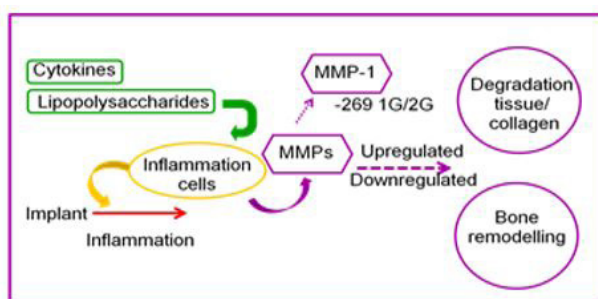 Cytokines
Lipopolysaccharides
MMP-1
-269 1G/2G
Degradation
tissue/
collagen
Inflammation
cells
MMPs
Upregulated
Downregulated
Implant
Inflammation
Bone
remodelling